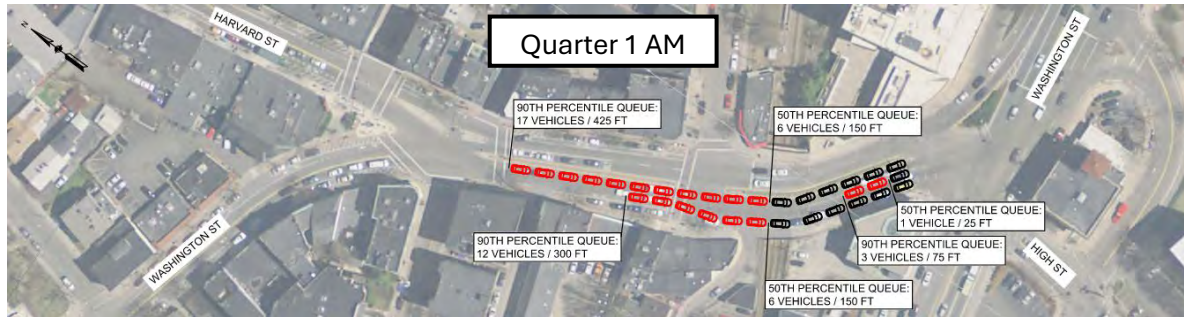 Quarter 1 AM
N
HARVARD ST
WASHINGTON ST
90TH PERCENTILE QUEUE:
17 VEHICLES / 425 FT
50TH PERCENTILE QUEUE:
6 VEHICLES / 150 FT
WASHINGTON ST
90TH PERCENTILE QUEUE:
12 VEHICLES / 300 FT
50TH PERCENTILE QUEUE:
1 VEHICLE / 25 FT
90TH PERCENTILE QUEUE:
3 VEHICLES / 75 FT
50TH PERCENTILE QUEUE:
6 VEHICLES / 150 FT
HIGH ST